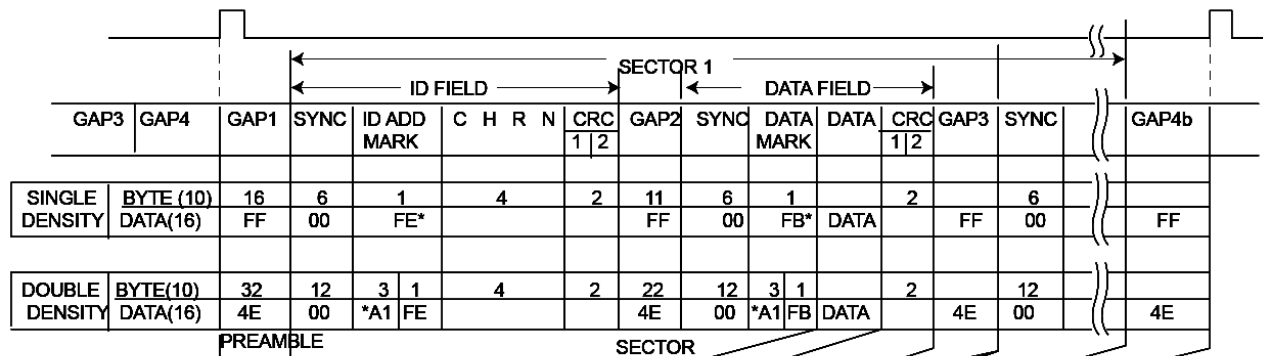 SECTOR 1
ID FIELD DATA FIELD
GAP3 GAP4 GAP1 SYNC ID ADD MARK C H R N CRC 1 2 GAP2 SYNC DATA MARK DATA CRC 1 2 GAP3 SYNC GAP4b
SINGLE BYTE (10) 16 6 1 4 2 11 6 1 2 6
DENSITY DATA(16) FF 00 FE* FF 00 FB* DATA FF 00 FF
DOUBLE BYTE(10) 32 12 3 1 4 2 22 12 3 1 2 12
DENSITY DATA(16) 4E 00 *A1 FE 4E 00 *A1 FB DATA 4E 00 4E
PREAMBLE SECTOR